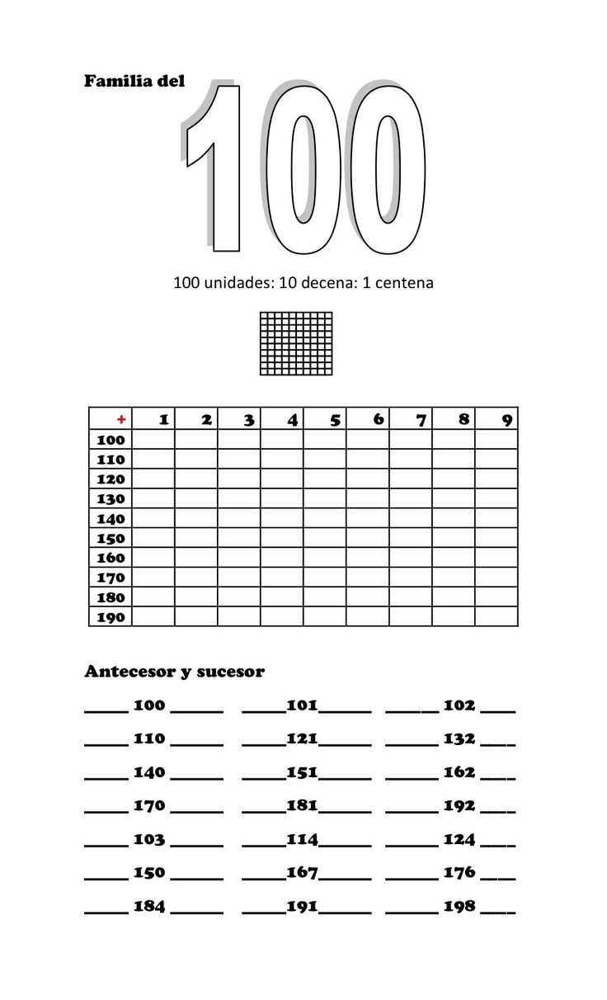 Familia del
100
100 unidades: 10 decena: 1 centena
+ 1 2 3 4 5 6 7 8 9
100
110
120
130
140
150
160
170
180
190
Antecesor y sucesor
_____ 100 ______ _____101______ ______ 102 ____
_____ 110 ______ _____121______ ______ 132 ____
_____ 140 ______ _____151______ ______ 162 ____
_____ 170 ______ _____181______ ______ 192 ____
_____ 103 ______ _____114______ ______ 124 ____
_____ 150 ______ _____167______ ______ 176 ____
_____ 184 ______ _____191______ ______ 198 ____